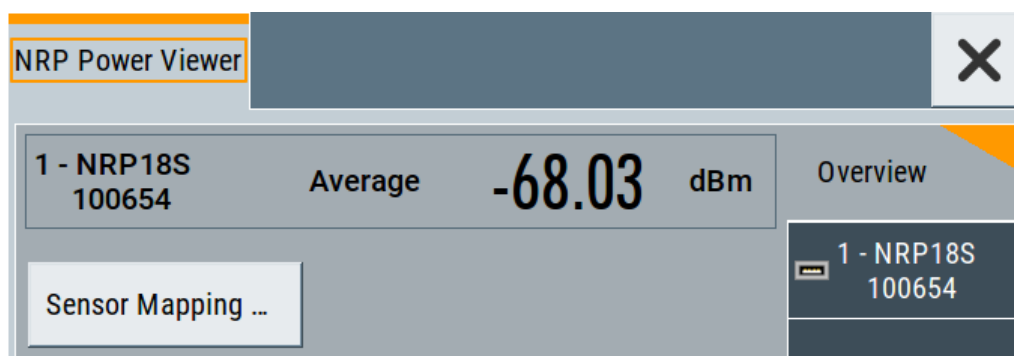 NRP Power Viewer
1 - NRP18S
100654
Average
-68.03
dBm
Overview
1 - NRP18S
100654
Sensor Mapping ...